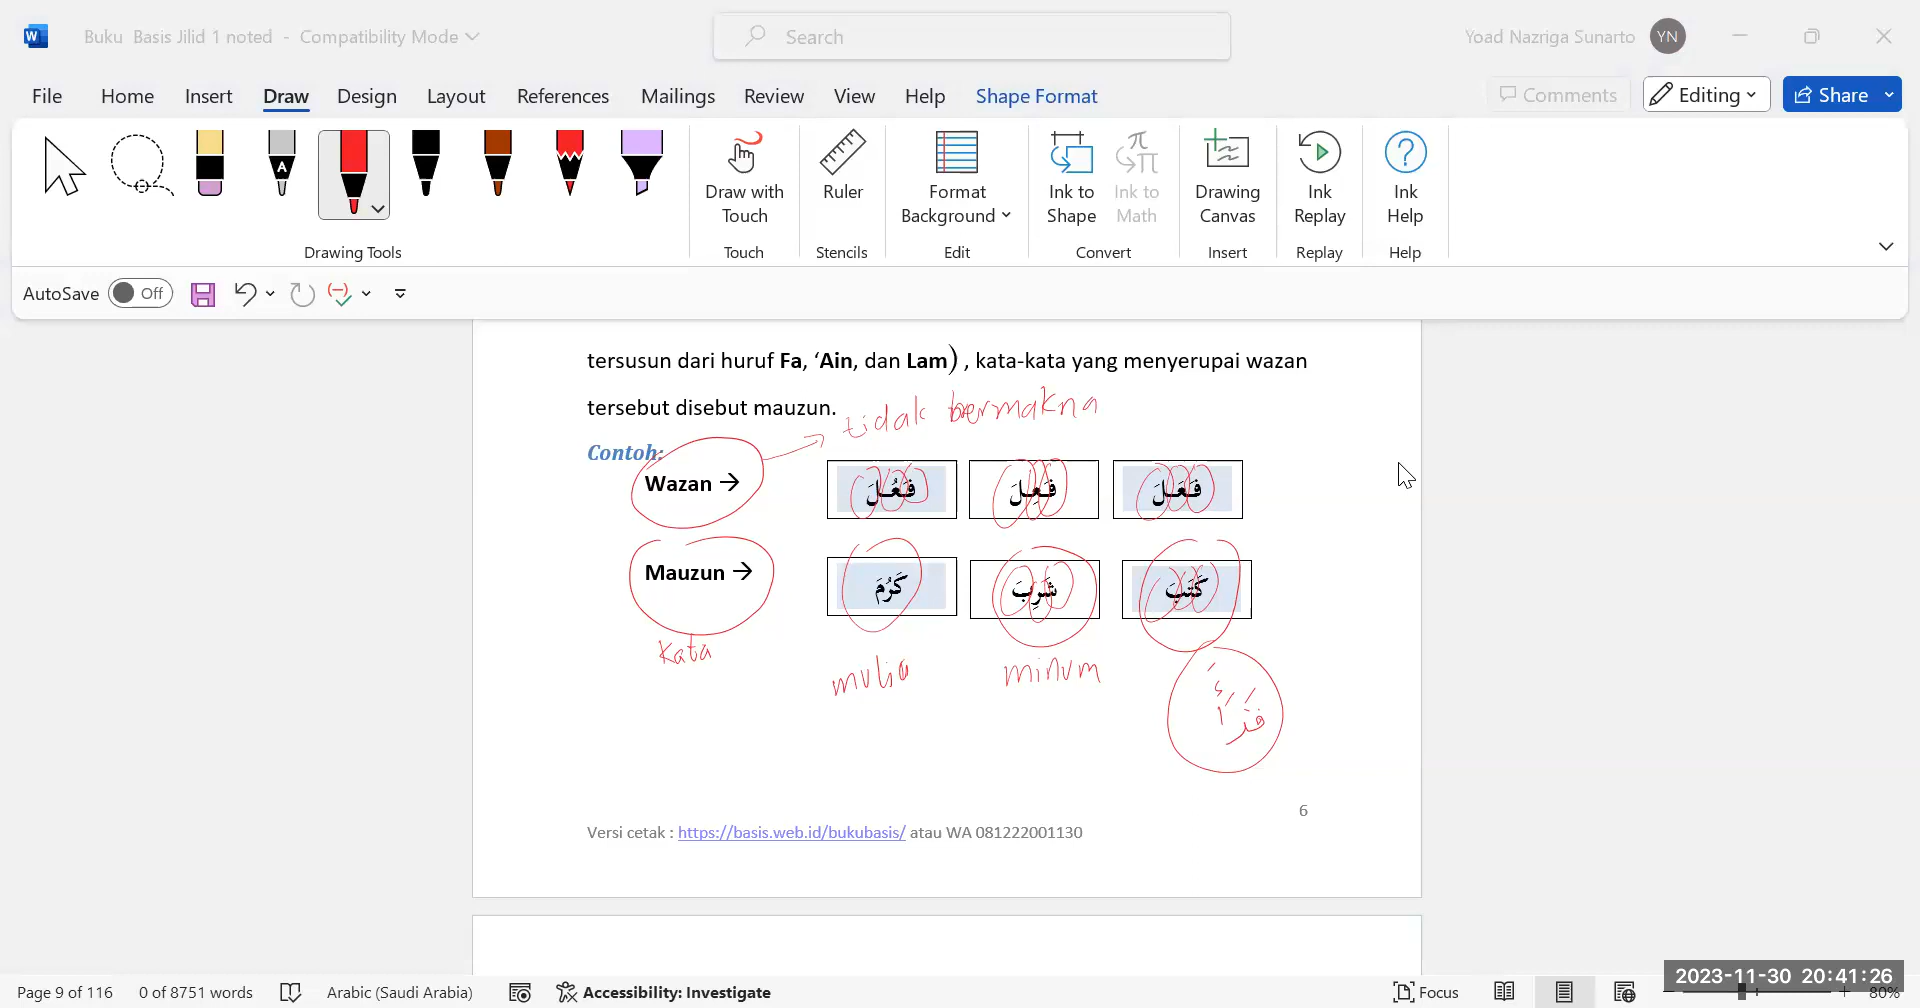 Buku Basis Jilid 1 noted - Compatibility Mode
Search
Yoad Nazriga Sunarto YN
File Home Insert Draw Design Layout References Mailings Review View Help Shape Format
Comments Editing Share
Draw with Touch
Ruler
Format Background
Ink to Shape
Ink to Math
Drawing Canvas
Ink Replay
Ink Help
Drawing Tools Touch Stencils Edit Convert Insert Replay Help
AutoSave Off
tersusun dari huruf Fa, ‘Ain, dan Lam) , kata-kata yang menyerupai wazan
tersebut disebut mauzun.
tidak bermakna
Contoh:
Wazan →
فَعَلَ فَعِلَ فَعُلَ
Mauzun →
كَتَبَ شَرِبَ كَرُمَ
kata
mulia minum
6
Versi cetak : https://basis.web.id/bukubasis/ atau WA 081222001130
Page 9 of 116 0 of 8751 words Arabic (Saudi Arabia) Accessibility: Investigate Focus 80%
2023-11-30 20:41:26